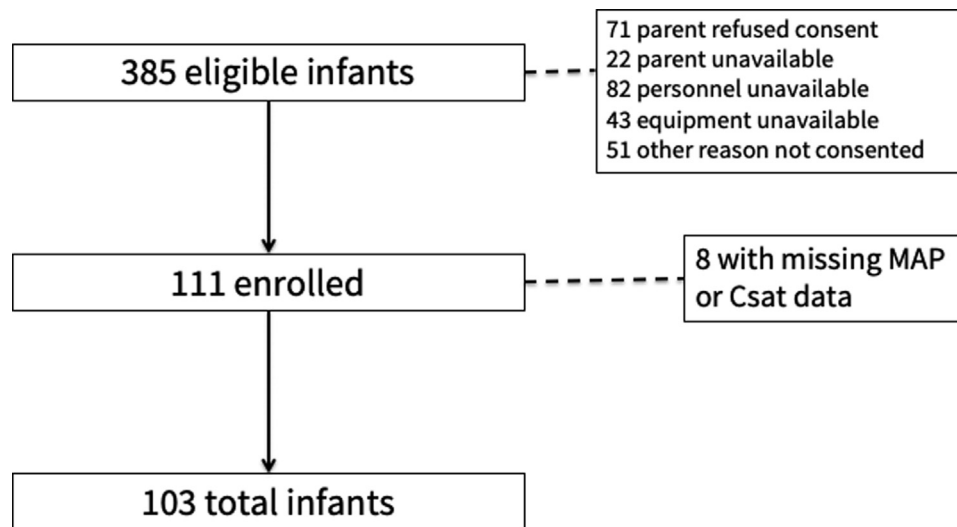 385 eligible infants
71 parent refused consent
22 parent unavailable
82 personnel unavailable
43 equipment unavailable
51 other reason not consented
111 enrolled
8 with missing MAP
or Csat data
103 total infants